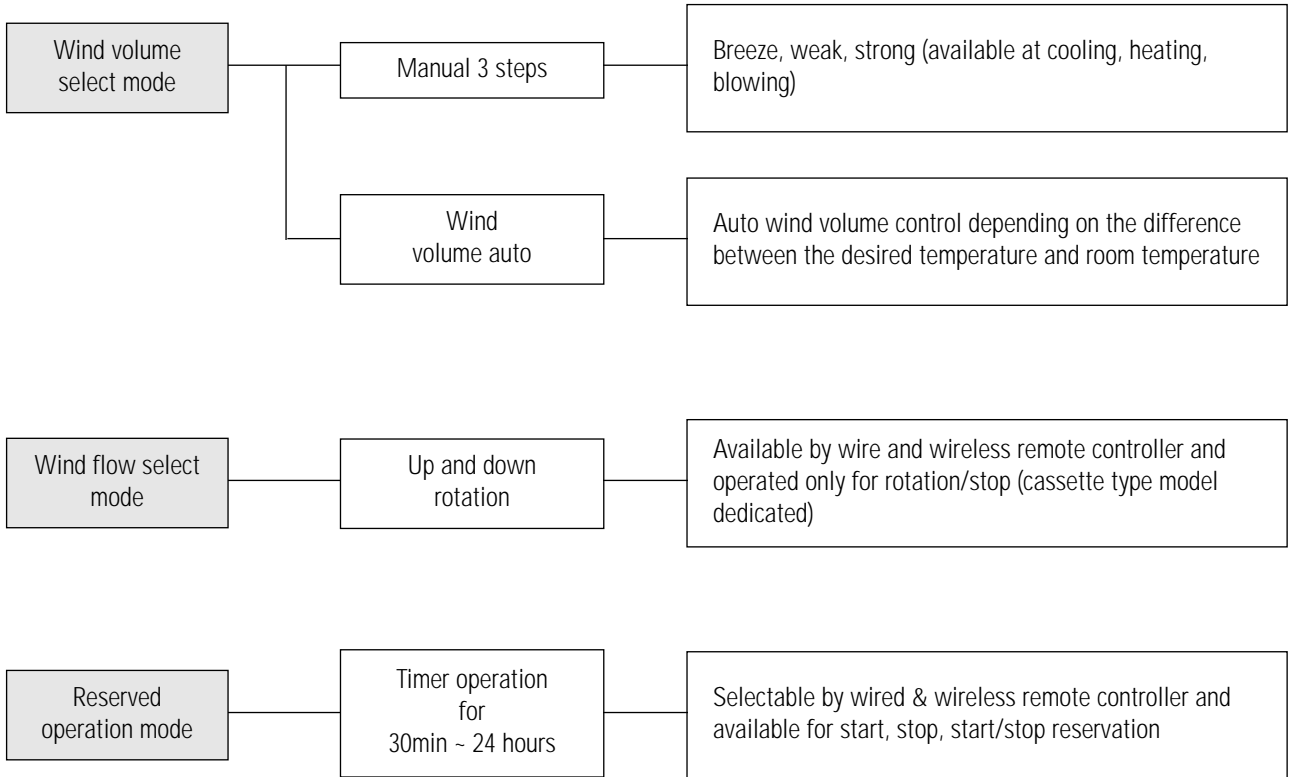 Wind volume
select mode
Manual 3 steps
Breeze, weak, strong (available at cooling, heating,
blowing)
Wind
volume auto
Auto wind volume control depending on the difference
between the desired temperature and room temperature
Wind flow select
mode
Up and down
rotation
Available by wire and wireless remote controller and
operated only for rotation/stop (cassette type model
dedicated)
Reserved
operation mode
Timer operation
for
30min ~ 24 hours
Selectable by wired & wireless remote controller and
available for start, stop, start/stop reservation